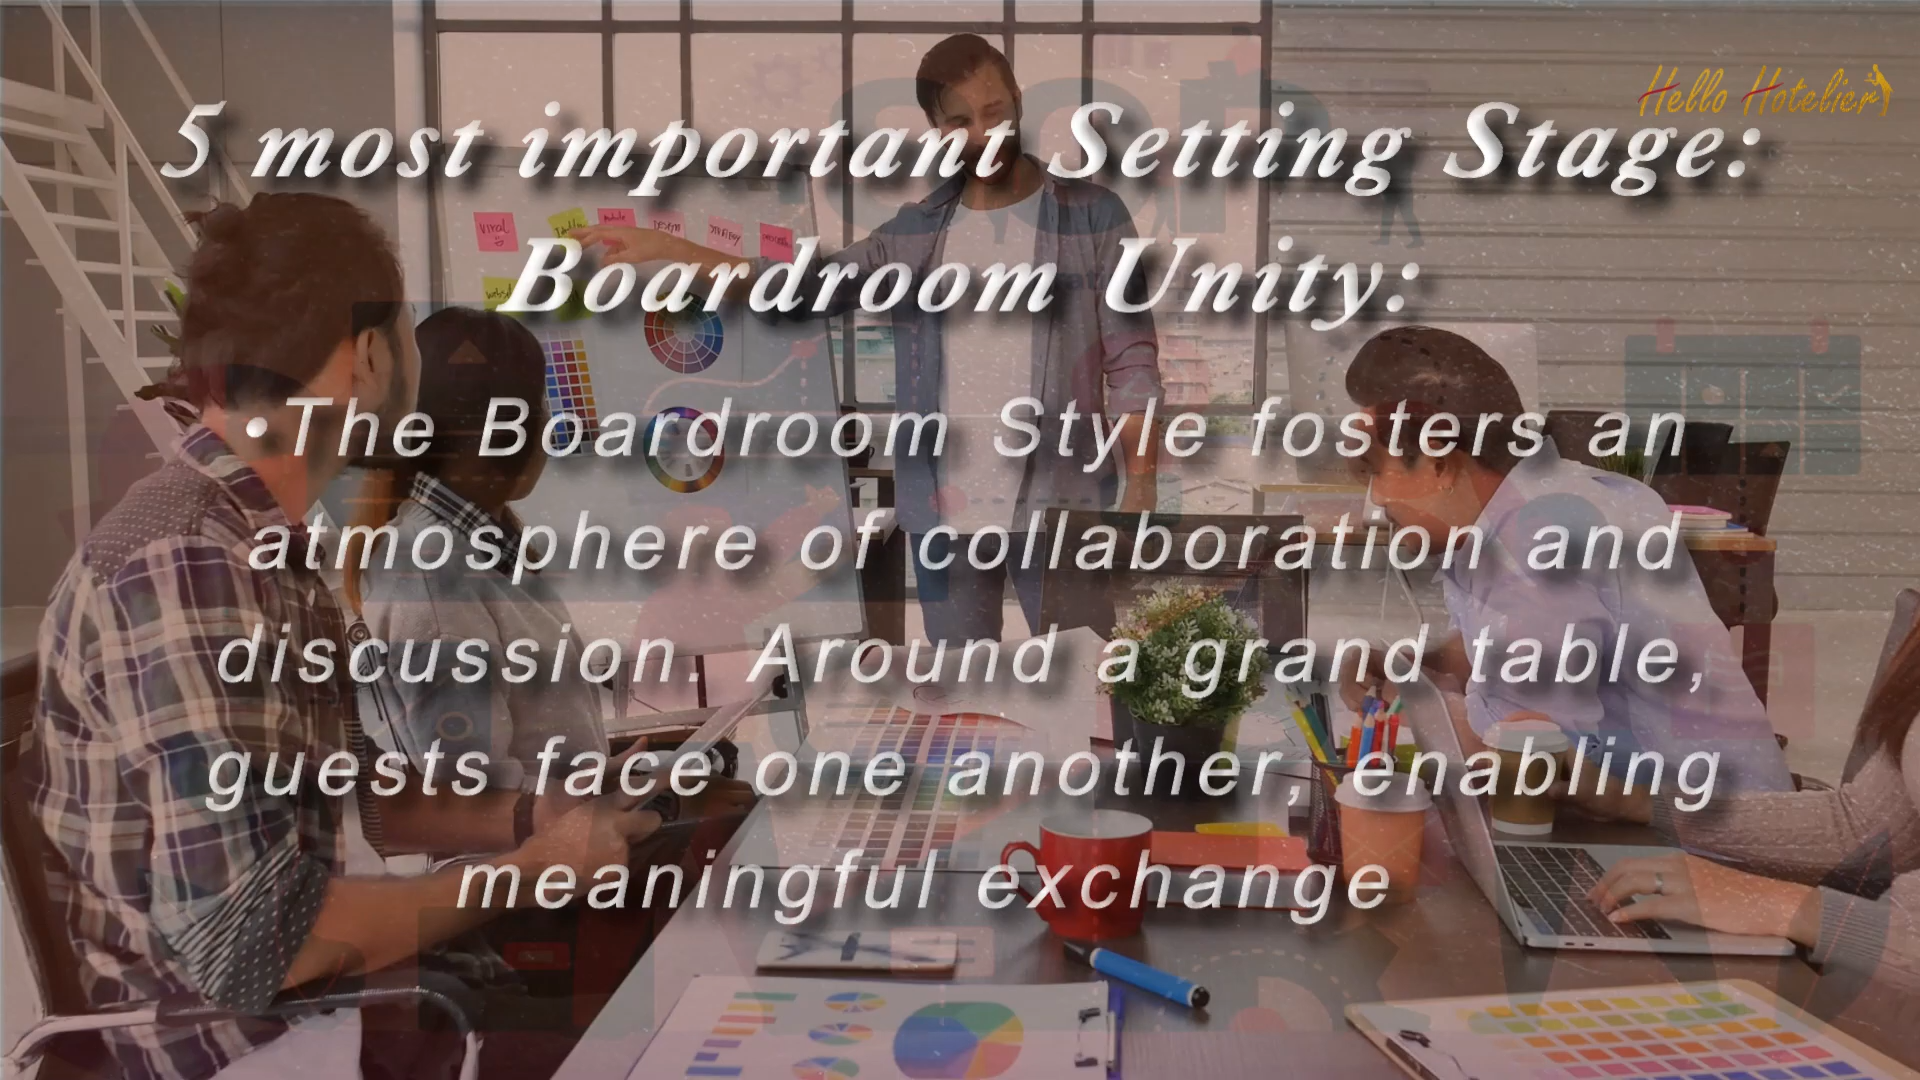 Hello Hotelier
5 most important Setting Stage:
Boardroom Unity:
•The Boardroom Style fosters an
atmosphere of collaboration and
discussion. Around a grand table,
guests face one another, enabling
meaningful exchange
viral